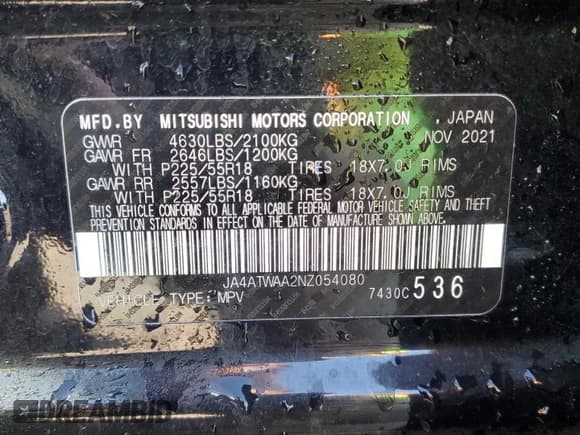 MFD.BY MITSUBISHI MOTORS CORPORATION . JAPAN
GVWR 4630LBS/2100KG NOV 2021
GAWR FR 2646LBS/1200KG
WITH P225/55R18 TIRES 18X7.0J RIMS
GAWR RR 2557LBS/1160KG
WITH P225/55R18 TIRES 18X7.0J RIMS
THIS VEHICLE CONFORMS TO ALL APPLICABLE FEDERAL MOTOR VEHICLE SAFETY AND THEFT
PREVENTION STANDARDS IN EFFECT ON THE DATE OF MANUFACTURE SHOWN ABOVE.
JA4ATWAA2NZ054080
VEHICLE TYPE: MPV 7430C 536
DREAMBID